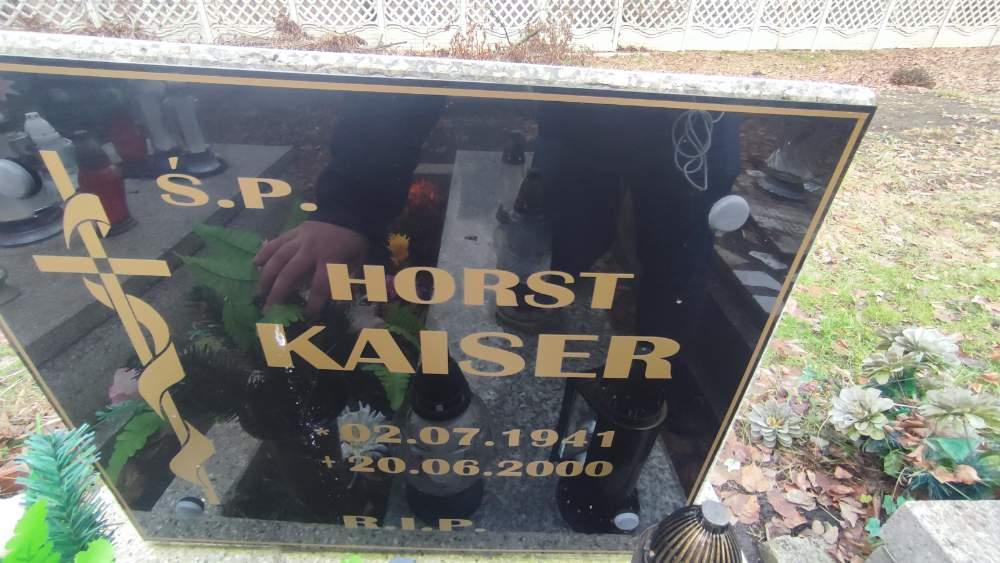 Ś.P.
HORST
KAISER
* 02.07.1941
+ 20.06.2000
R.I.P.